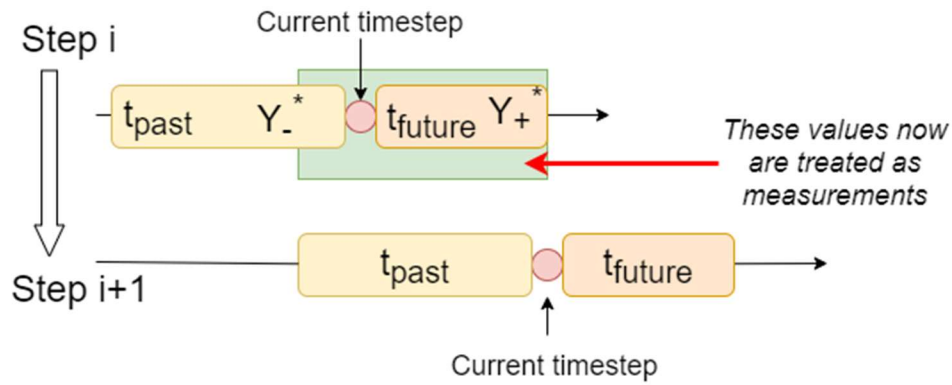 Current timestep
Step i
t_past Y_-^* t_future Y_+^*
These values now
are treated as
measurements
t_past t_future
Step i+1
Current timestep